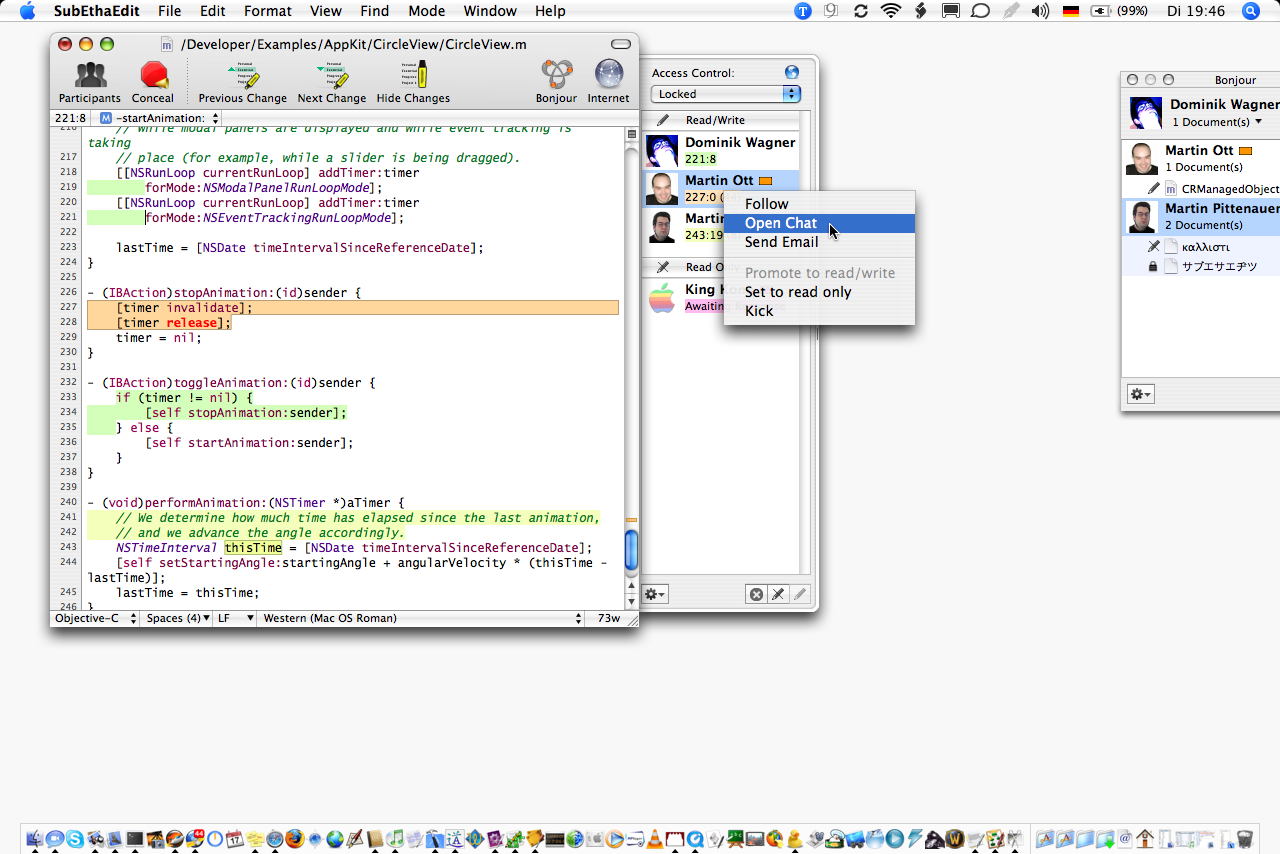 SubEthaEdit File Edit Format View Find Mode Window Help (99%) Di 19:46
/Developer/Examples/AppKit/CircleView/CircleView.m
Participants Conceal Previous Change Next Change Hide Changes Bonjour Internet
221:8 M -startAnimation:
216 // while modal panels are displayed and while event tracking is
taking
217 // place (for example, while a slider is being dragged).
218 [[NSRunLoop currentRunLoop] addTimer:timer
219 forMode:NSModalPanelRunLoopMode];
220 [[NSRunLoop currentRunLoop] addTimer:timer
221 forMode:NSEventTrackingRunLoopMode];
222
223 lastTime = [NSDate timeIntervalSinceReferenceDate];
224 }
225
226 - (IBAction)stopAnimation:(id)sender {
227 [timer invalidate];
228 [timer release];
229 timer = nil;
230 }
231
232 - (IBAction)toggleAnimation:(id)sender {
233 if (timer != nil) {
234 [self stopAnimation:sender];
235 } else {
236 [self startAnimation:sender];
237 }
238 }
239
240 - (void)performAnimation:(NSTimer *)aTimer {
241 // We determine how much time has elapsed since the last animation,
242 // and we advance the angle accordingly.
243 NSTimeInterval thisTime = [NSDate timeIntervalSinceReferenceDate];
244 [self setStartingAngle:startingAngle + angularVelocity * (thisTime -
lastTime)];
245 lastTime = thisTime;
246 }
Objective-C Spaces (4) LF Western (Mac OS Roman) 73w
Access Control:
Locked
Read/Write
Dominik Wagner
221:8
Martin Ott
227:0
243:19
Follow
Open Chat
Send Email
Promote to read/write
Set to read only
Kick
Bonjour
Dominik Wagner
1 Document(s)
Martin Ott
1 Document(s)
m CRManagedObject
Martin Pittenauer
2 Document(s)
καλλιστι
サブエサエヂツ
44
17